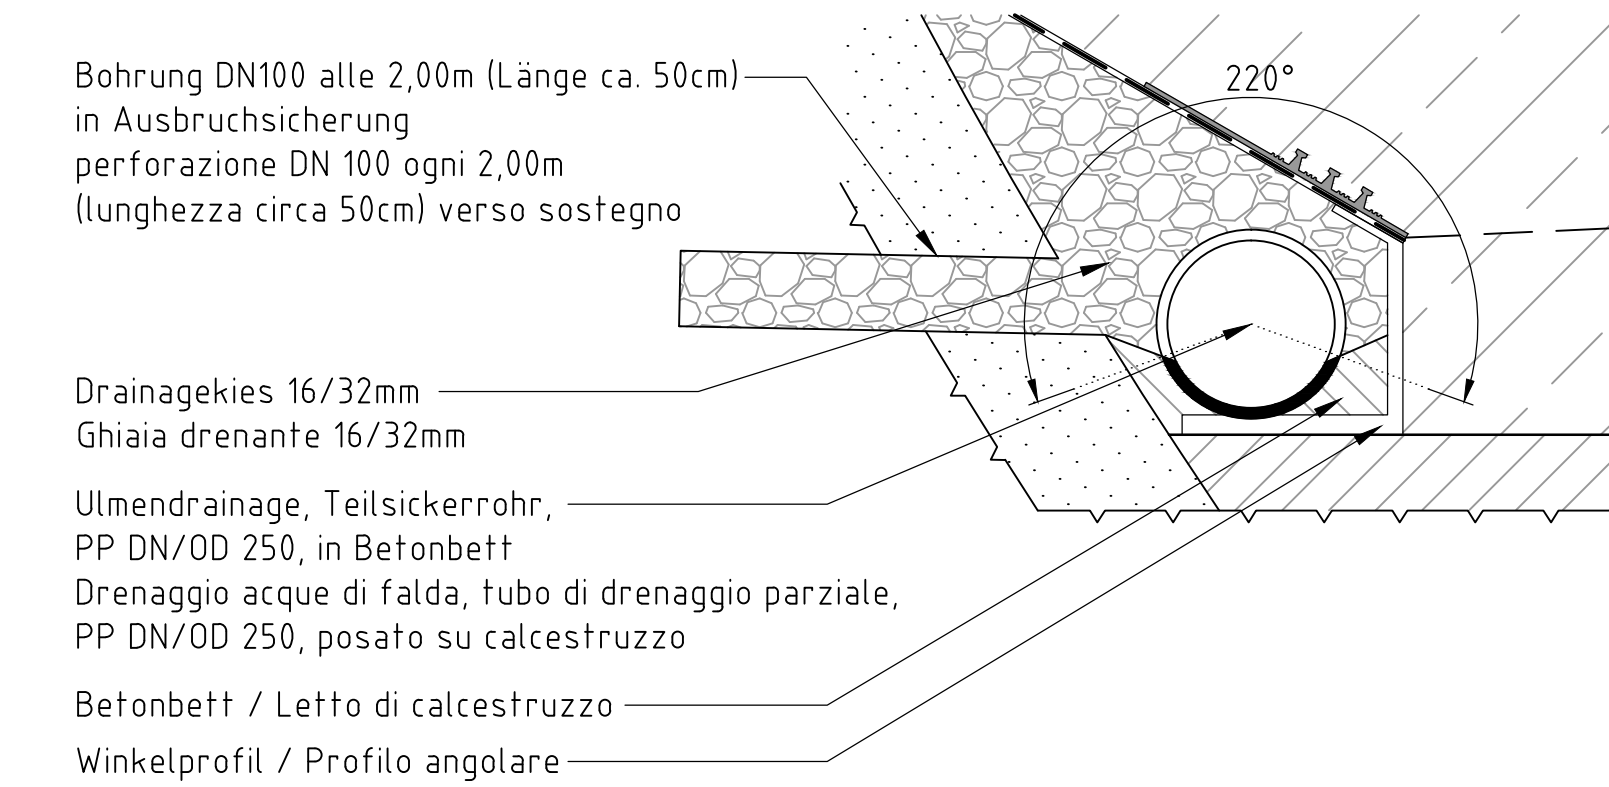 Bohrung DN100 alle 2,00m (Länge ca. 50cm)
in Ausbruchsicherung
perforazione DN 100 ogni 2,00m
(lunghezza circa 50cm) verso sostegno
220°
Drainagekies 16/32mm
Ghiaia drenante 16/32mm
Ulmendrainage, Teilsickerrohr,
PP DN/OD 250, in Betonbett
Drenaggio acque di falda, tubo di drenaggio parziale,
PP DN/OD 250, posato su calcestruzzo
Betonbett / Letto di calcestruzzo
Winkelprofil / Profilo angolare